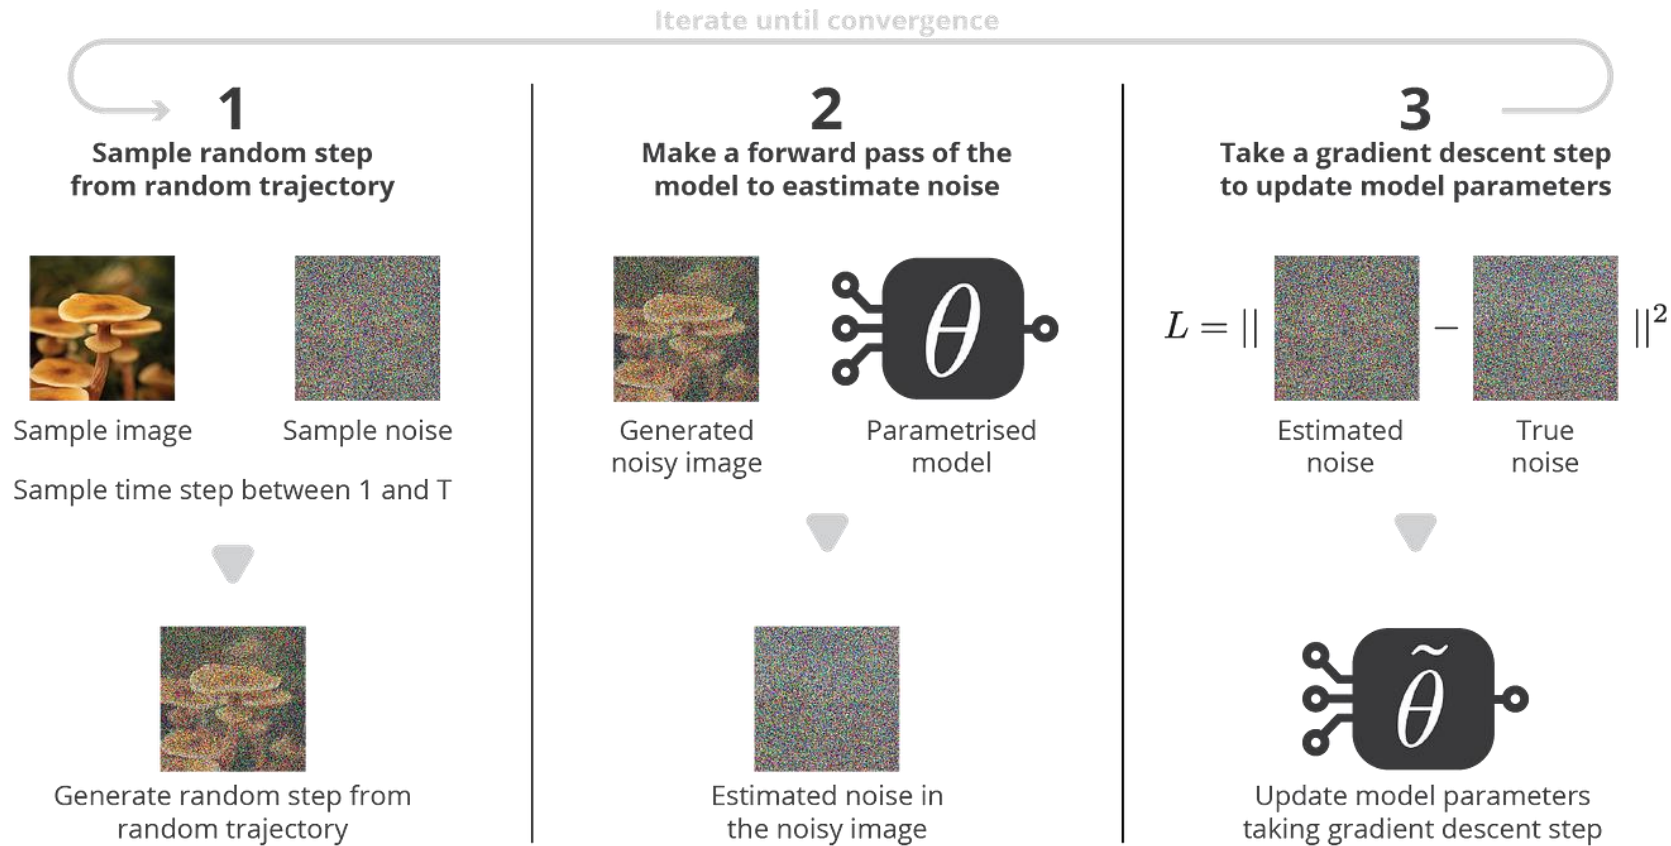 Iterate until convergence
1
Sample random step
from random trajectory
Sample image
Sample noise
Sample time step between 1 and T
Generate random step from
random trajectory
2
Make a forward pass of the
model to eastimate noise
θ
Generated
noisy image
Parametrised
model
Estimated noise in
the noisy image
3
Take a gradient descent step
to update model parameters
L = || − ||²
Estimated
noise
True
noise
θ̃
Update model parameters
taking gradient descent step